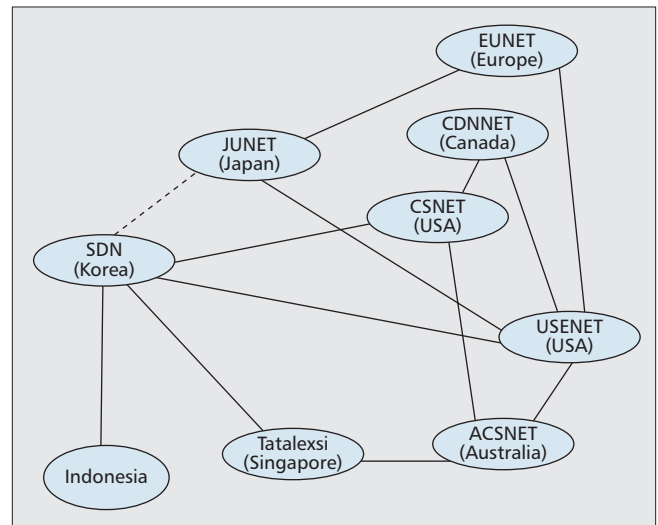 EUNET
(Europe)
CDNNET
(Canada)
JUNET
(Japan)
CSNET
(USA)
SDN
(Korea)
USENET
(USA)
Tatalexsi
(Singapore)
ACSNET
(Australia)
Indonesia